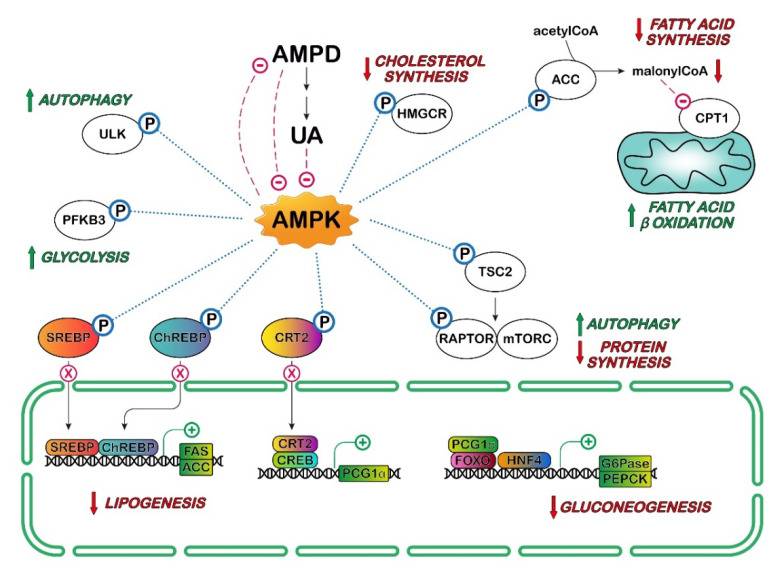 acetylCoA
FATTY ACID
SYNTHESIS
AMPD
CHOLESTEROL
SYNTHESIS
ACC
malonylCoA
P
AUTOPHAGY
P
ULK
P
HMGCR
CPT1
UA
PFKB3
P
AMPK
FATTY ACID
β OXIDATION
GLYCOLYSIS
P
TSC2
SREBP
P
ChREBP
P
CRT2
P
P
RAPTOR
mTORC
AUTOPHAGY
PROTEIN
SYNTHESIS
X
X
X
SREBP
ChREBP
FAS
ACC
CRT2
CREB
PCG1α
PCG1α
FOXO
HNF4
G6Pase
PEPCK
LIPOGENESIS
GLUCONEOGENESIS